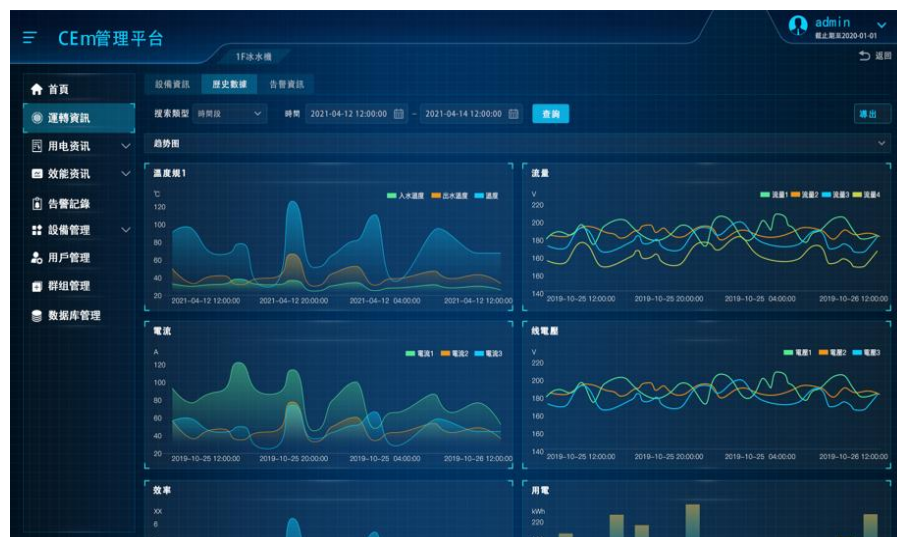 CEm管理平台
admin
截止期至2020-01-01
1F冰水機
返回
首頁
運轉資訊
用电资讯
效能资讯
告警記錄
設備管理
用戶管理
群组管理
数据库管理
設備資訊 歷史數據 告警資訊
搜索類型 時間段 時間 2021-04-12 12:00:00 - 2021-04-14 12:00:00 查詢 導出
趋势图
溫度規1
℃
入水溫度 出水溫度 溫度
120
100
80
60
40
20
2021-04-12 12:00:00 2021-04-12 20:00:00 2021-04-12 04:00:00 2021-04-12 12:00:00
流量
V
流量1 流量2 流量3 流量4
220
200
180
160
160
140
2019-10-25 12:00:00 2019-10-25 20:00:00 2019-10-25 04:00:00 2019-10-26 12:00:00
電流
A
電流1 電流2 電流3
120
100
80
60
40
20
2019-10-25 12:00:00 2019-10-25 20:00:00 2019-10-25 04:00:00 2019-10-26 12:00:00
线電壓
V
電壓1 電壓2 電壓3
220
200
180
160
160
140
2019-10-25 12:00:00 2019-10-25 20:00:00 2019-10-25 04:00:00 2019-10-26 12:00:00
效率
XX
6
用電
kWh
220